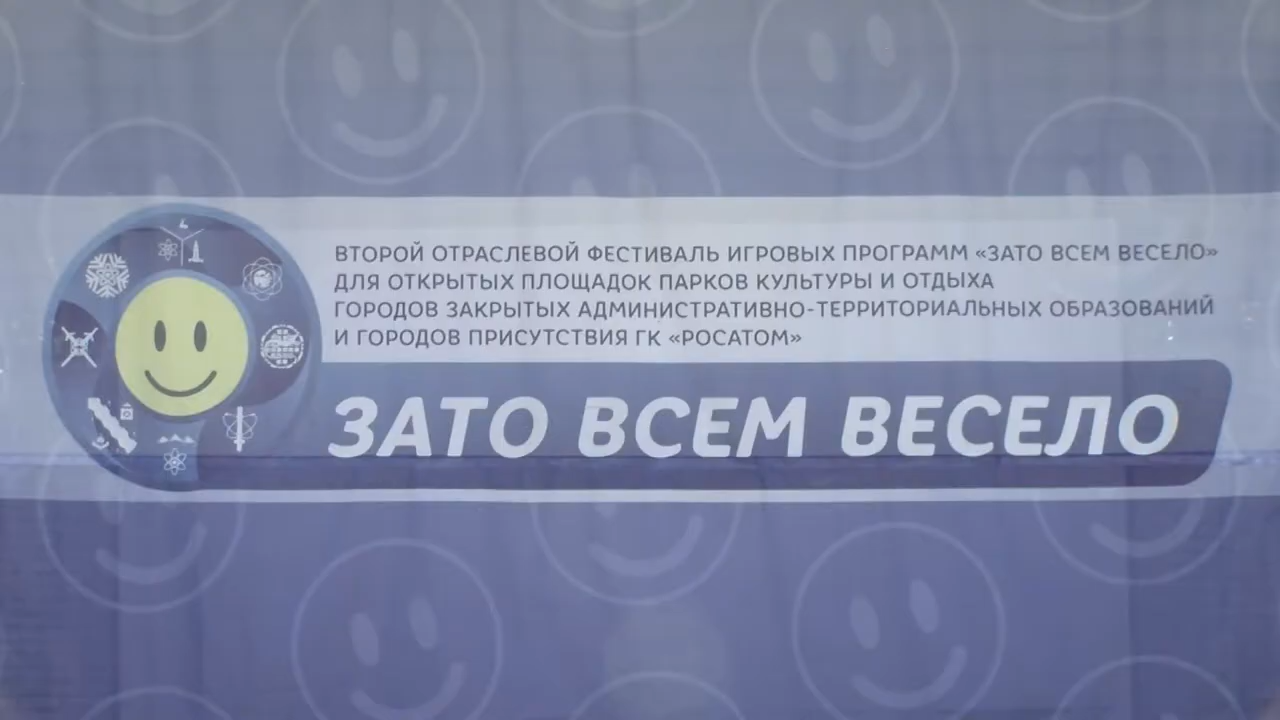 ВТОРОЙ ОТРАСЛЕВОЙ ФЕСТИВАЛЬ ИГРОВЫХ ПРОГРАММ «ЗАТО ВСЕМ ВЕСЕЛО»
ДЛЯ ОТКРЫТЫХ ПЛОЩАДОК ПАРКОВ КУЛЬТУРЫ И ОТДЫХА
ГОРОДОВ ЗАКРЫТЫХ АДМИНИСТРАТИВНО-ТЕРРИТОРИАЛЬНЫХ ОБРАЗОВАНИЙ
И ГОРОДОВ ПРИСУТСТВИЯ ГК «РОСАТОМ»
ЗАТО ВСЕМ ВЕСЕЛО